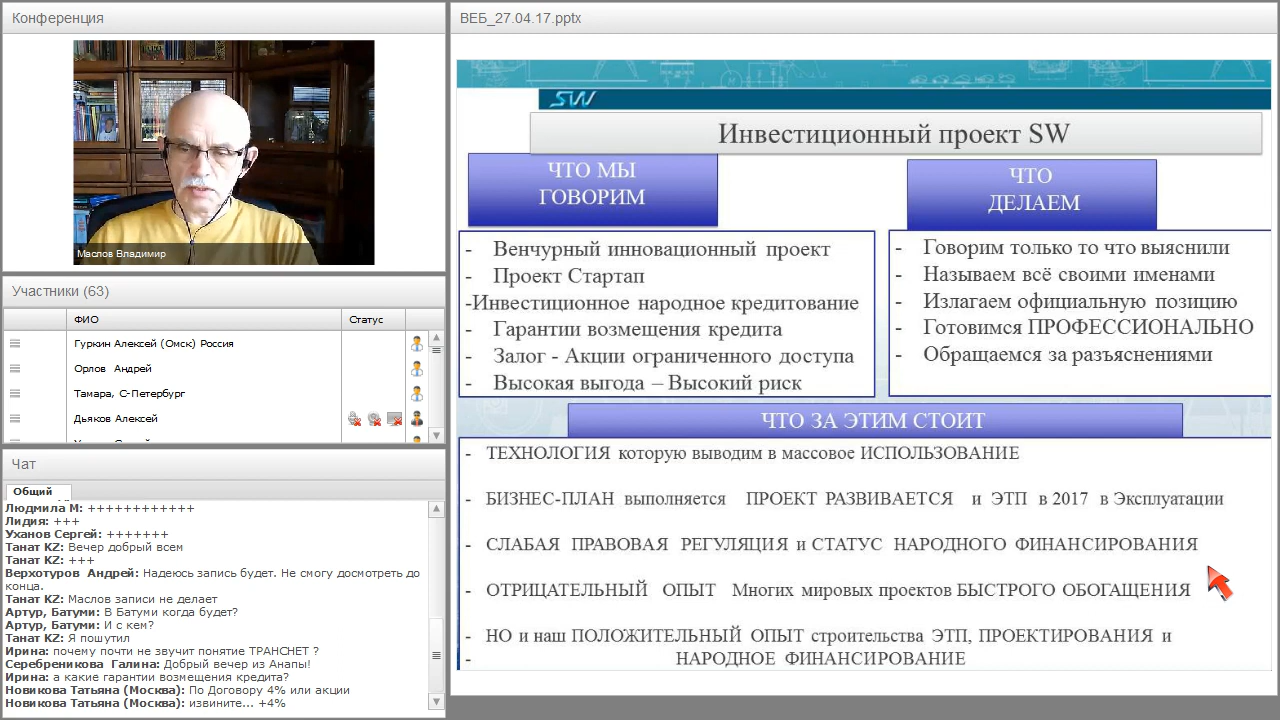 Конференция
Маслов Владимир
Участники (63)
ФИО
Статус
Гуркин Алексей (Омск) Россия
Орлов Андрей
Тамара, С-Петербург
Дьяков Алексей
Чат
Общий
Людмила М: ++++++++++++
Лидия: +++
Уханов Сергей: +++++++
Танат KZ: Вечер добрый всем
Танат KZ: +++
Верхотуров Андрей: Надеюсь запись будет. Не смогу досмотреть до
конца.
Танат KZ: Маслов записи не делает
Артур, Батуми: В Батуми когда будет?
Артур, Батуми: И с кем?
Танат KZ: Я пошутил
Ирина: почему почти не звучит понятие ТРАНСНЕТ ?
Серебреникова Галина: Добрый вечер из Анапы!
Ирина: а какие гарантии возмещения кредита?
Новикова Татьяна (Москва): По Договору 4% или акции
Новикова Татьяна (Москва): извините... +4%
ВЕБ_27.04.17.pptx
SW
Инвестиционный проект SW
ЧТО МЫ
ГОВОРИМ
- Венчурный инновационный проект
- Проект Стартап
-Инвестиционное народное кредитование
- Гарантии возмещения кредита
- Залог - Акции ограниченного доступа
- Высокая выгода – Высокий риск
ЧТО
ДЕЛАЕМ
- Говорим только то что выяснили
- Называем всё своими именами
- Излагаем официальную позицию
- Готовимся ПРОФЕССИОНАЛЬНО
- Обращаемся за разъяснениями
ЧТО ЗА ЭТИМ СТОИТ
- ТЕХНОЛОГИЯ которую выводим в массовое ИСПОЛЬЗОВАНИЕ
- БИЗНЕС-ПЛАН выполняется ПРОЕКТ РАЗВИВАЕТСЯ и ЭТП в 2017 в Эксплуатации
- СЛАБАЯ ПРАВОВАЯ РЕГУЛЯЦИЯ и СТАТУС НАРОДНОГО ФИНАНСИРОВАНИЯ
- ОТРИЦАТЕЛЬНЫЙ ОПЫТ Многих мировых проектов БЫСТРОГО ОБОГАЩЕНИЯ
- НО и наш ПОЛОЖИТЕЛЬНЫЙ ОПЫТ строительства ЭТП, ПРОЕКТИРОВАНИЯ и
- НАРОДНОЕ ФИНАНСИРОВАНИЕ